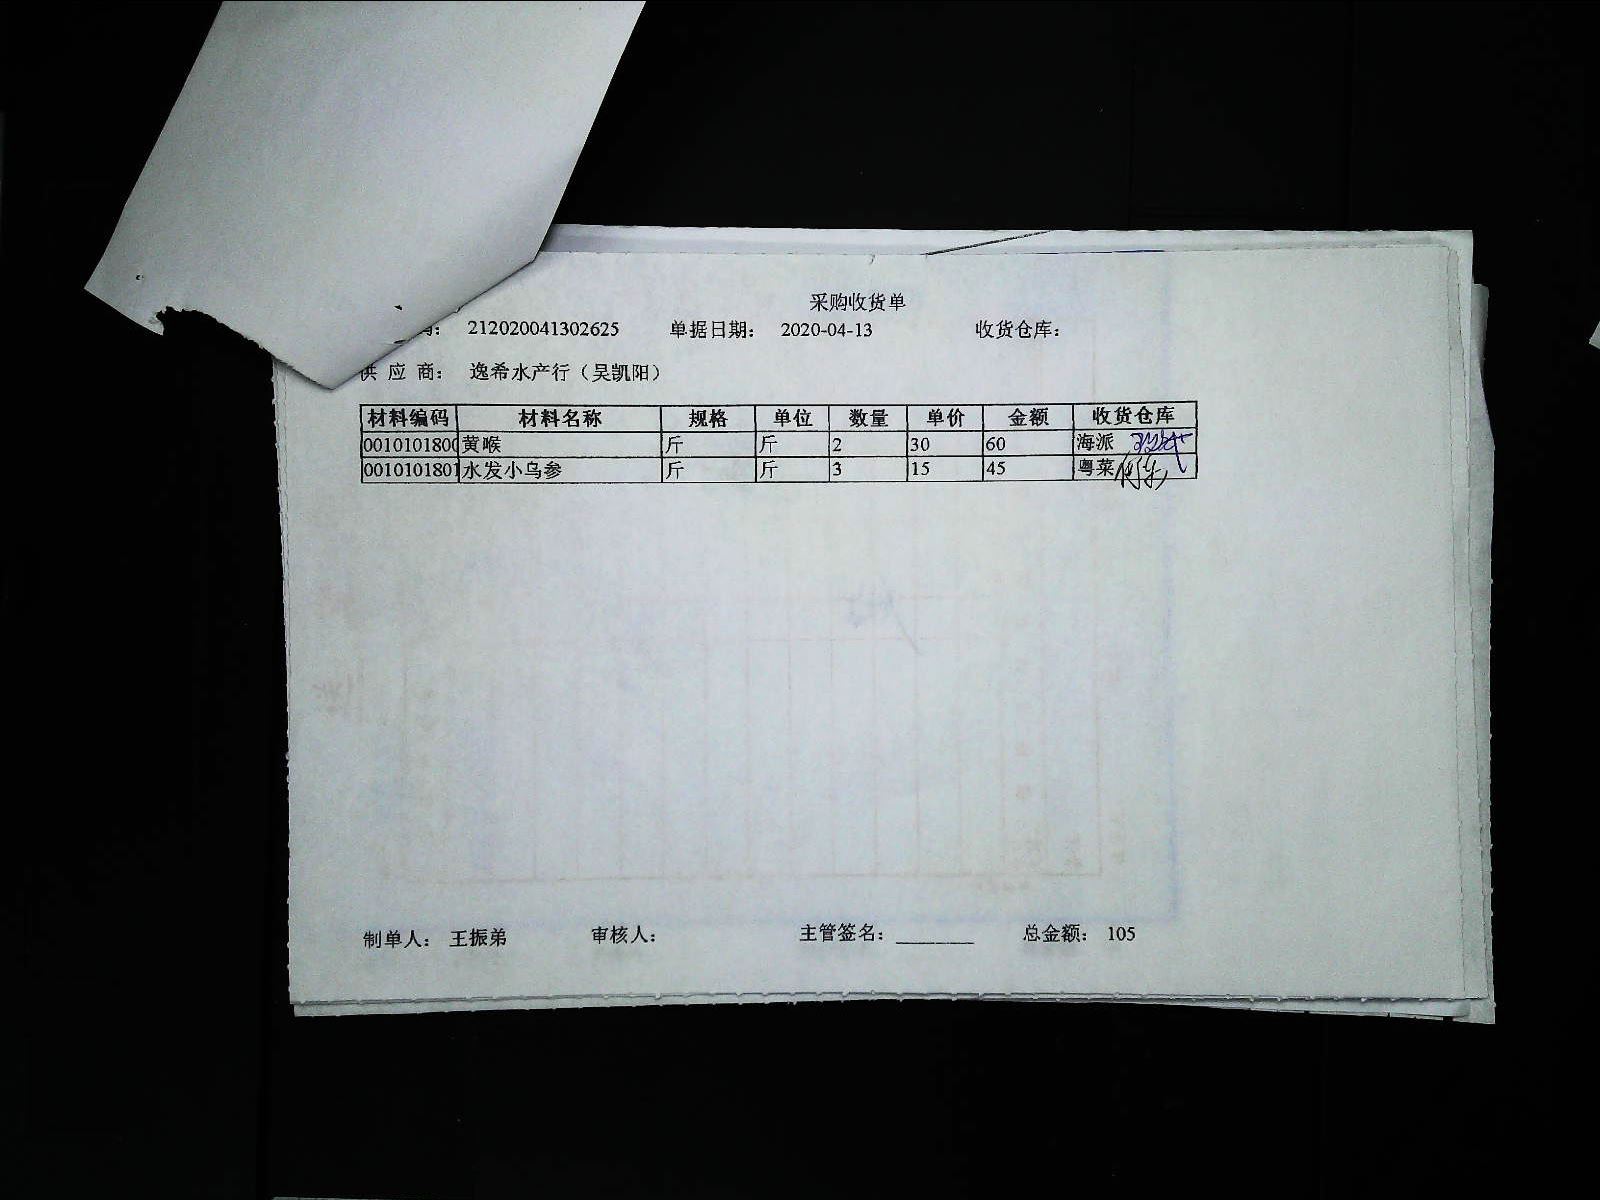 采购收货单
212020041302625 单据日期： 2020-04-13 收货仓库：
供 应 商： 逸希水产行（吴凯阳）
材料编码 材料名称 规格 单位 数量 单价 金额 收货仓库
0010101800 黄喉 斤 斤 2 30 60 海派
0010101801 水发小乌参 斤 斤 3 15 45 粤菜
制单人： 王振弟 审核人： 主管签名：________ 总金额： 105